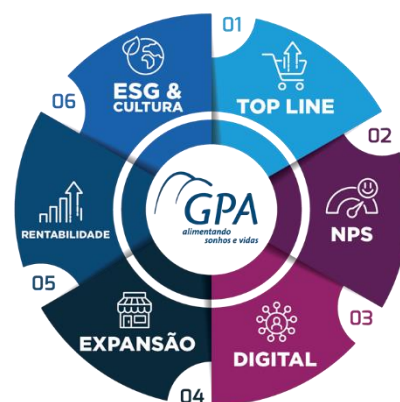 01
TOP LINE
02
NPS
03
DIGITAL
04
EXPANSÃO
05
RENTABILIDADE
06
ESG &
CULTURA
GPA
alimentando
sonhos e vidas